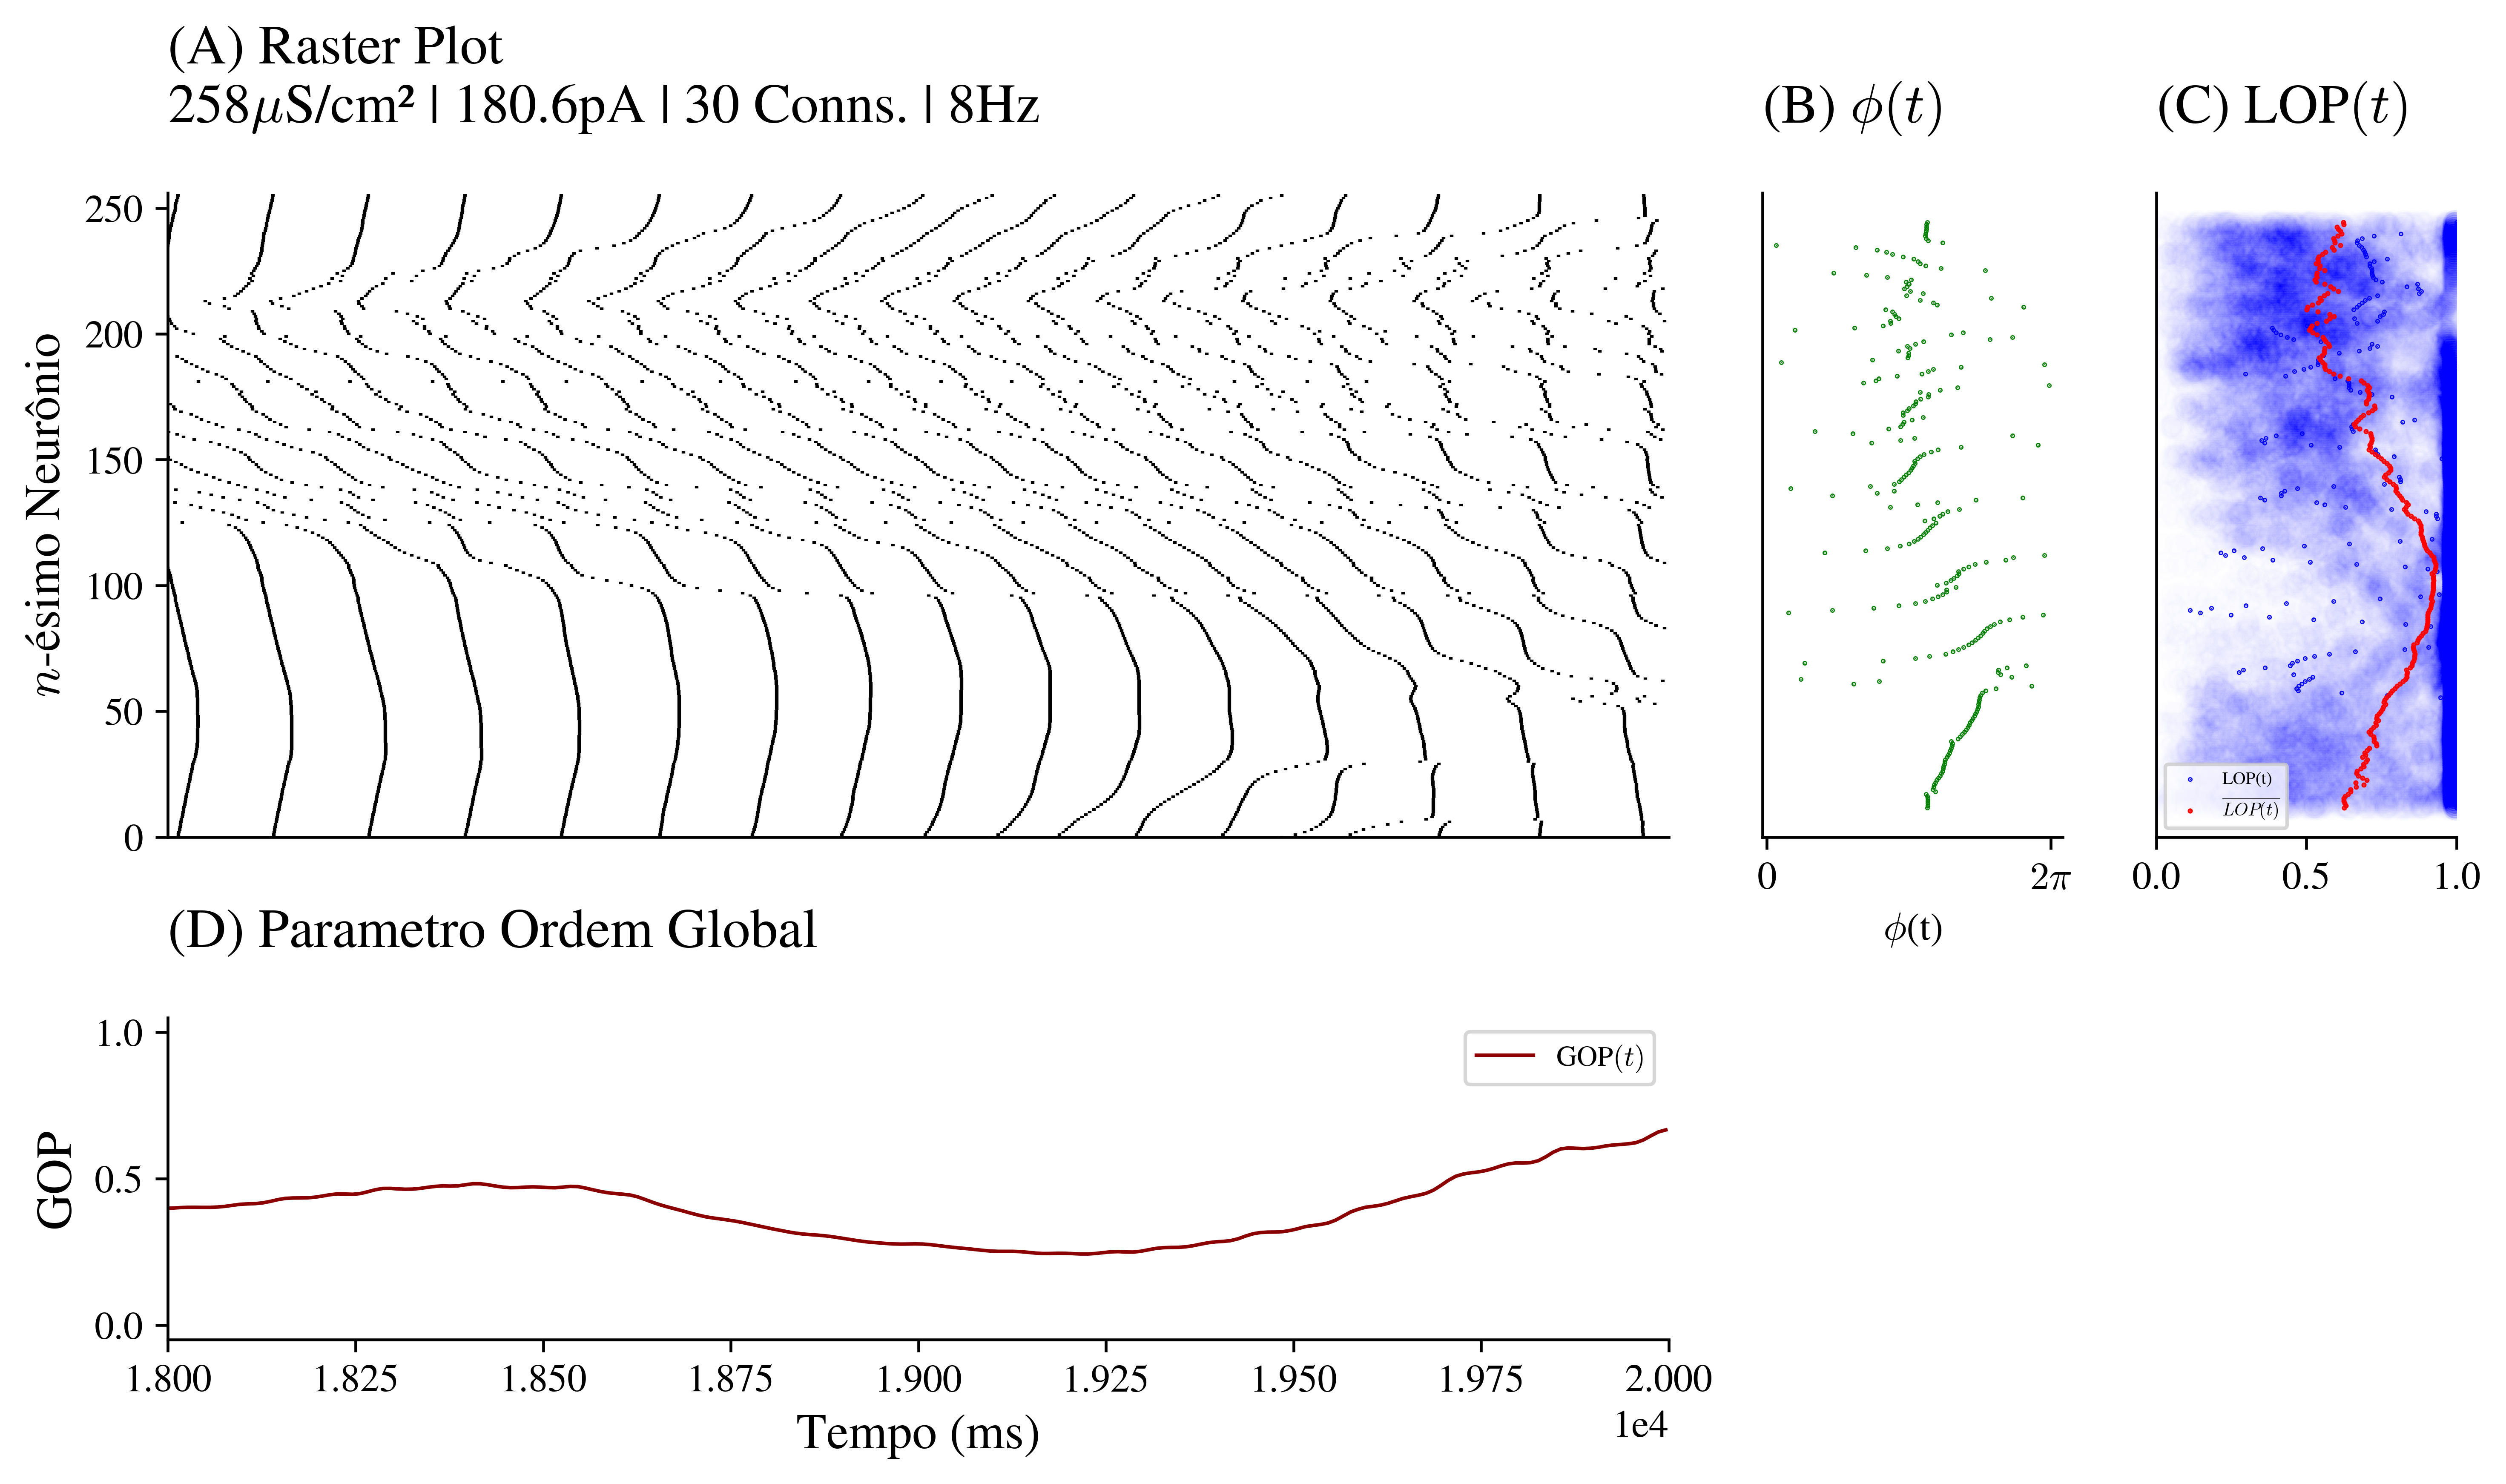 (A) Raster Plot
258μS/cm² | 180.6pA | 30 Conns. | 8Hz
(B) ϕ(t)
(C) LOP(t)
250
200
150
100
50
0
n-ésimo Neurônio
0
2π
ϕ(t)
LOP(t)
LOP(t)
0.0
0.5
1.0
(D) Parametro Ordem Global
1.0
0.5
0.0
GOP
GOP(t)
1.800
1.825
1.850
1.875
1.900
1.925
1.950
1.975
2.000
Tempo (ms)
1e4